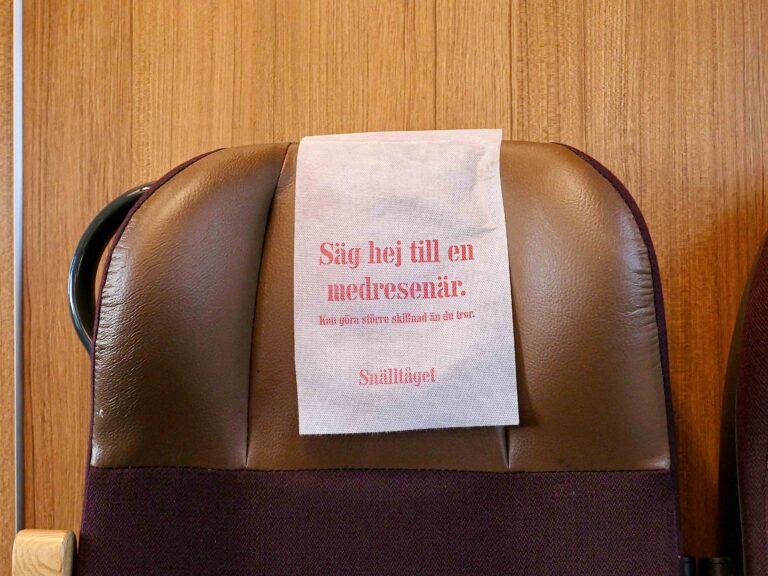 Säg hej till en
medresenär.
Kan göra större skillnad än du tror.
Snälltåget